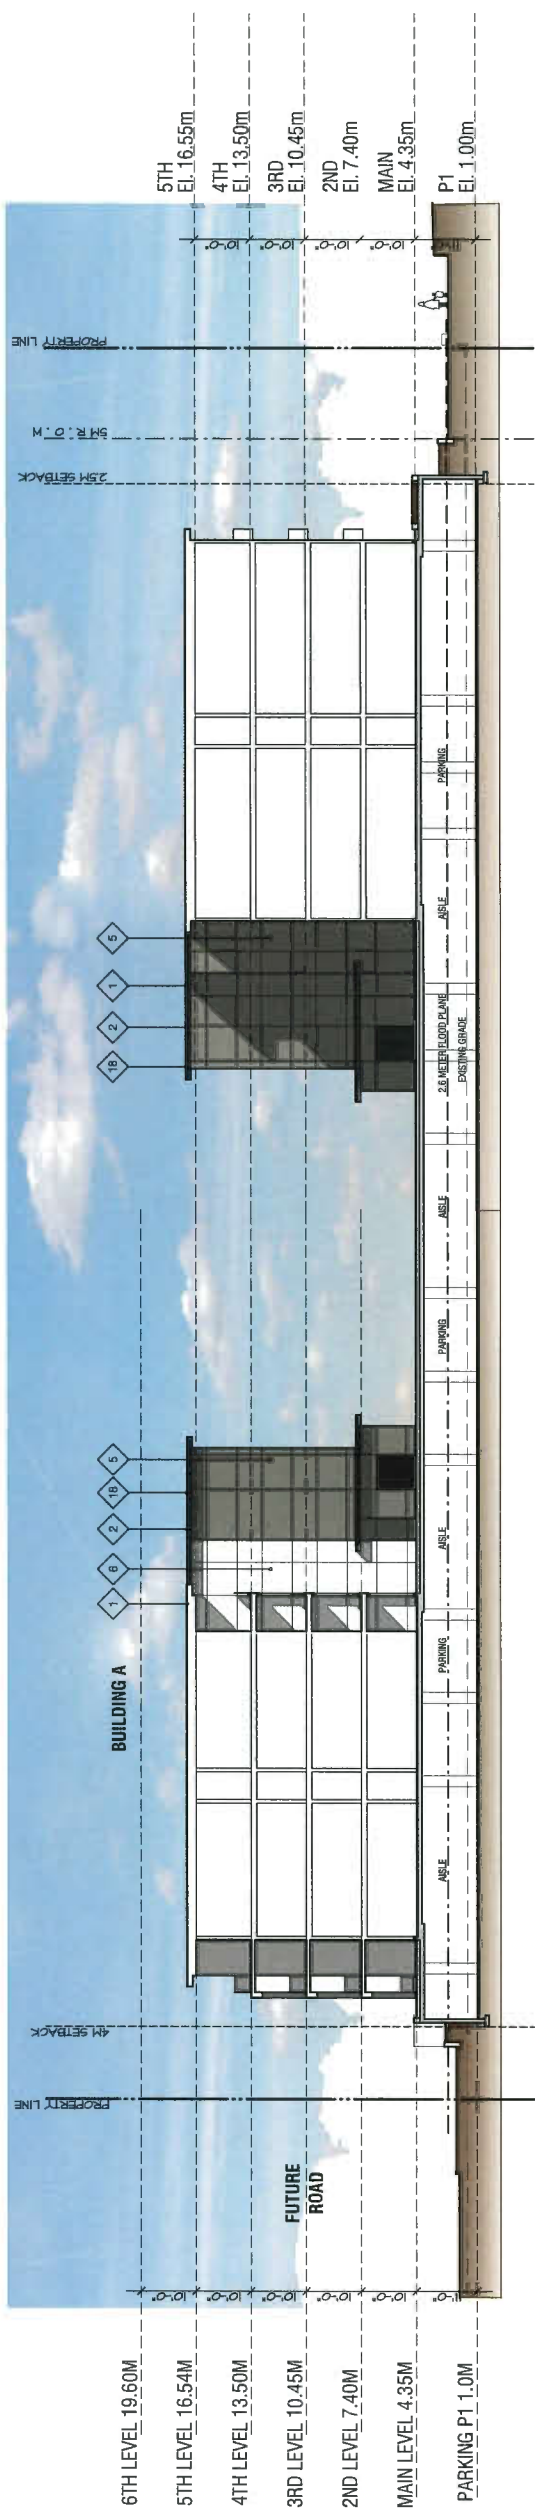 6TH LEVEL 19.60M
5TH LEVEL 16.54M
4TH LEVEL 13.50M
3RD LEVEL 10.45M
2ND LEVEL 7.40M
MAIN LEVEL 4.35M
PARKING P1 1.0M
10'-0"
10'-0"
10'-0"
10'-0"
10'-0"
11'-0"
PROPERTY LINE
4M SETBACK
FUTURE
ROAD
BUILDING A
1
6
2
18
5
18
2
1
5
AISLE
PARKING
AISLE
PARKING
AISLE
2.6 METER FLOOD PLANE
EXISTING GRADE
AISLE
PARKING
2.5M SETBACK
5M R.O.W
PROPERTY LINE
10'-0"
10'-0"
10'-0"
10'-0"
11'-0"
5TH
El. 16.55m
4TH
El. 13.50m
3RD
El. 10.45m
2ND
El. 7.40m
MAIN
El. 4.35m
P1
El. 1.00m